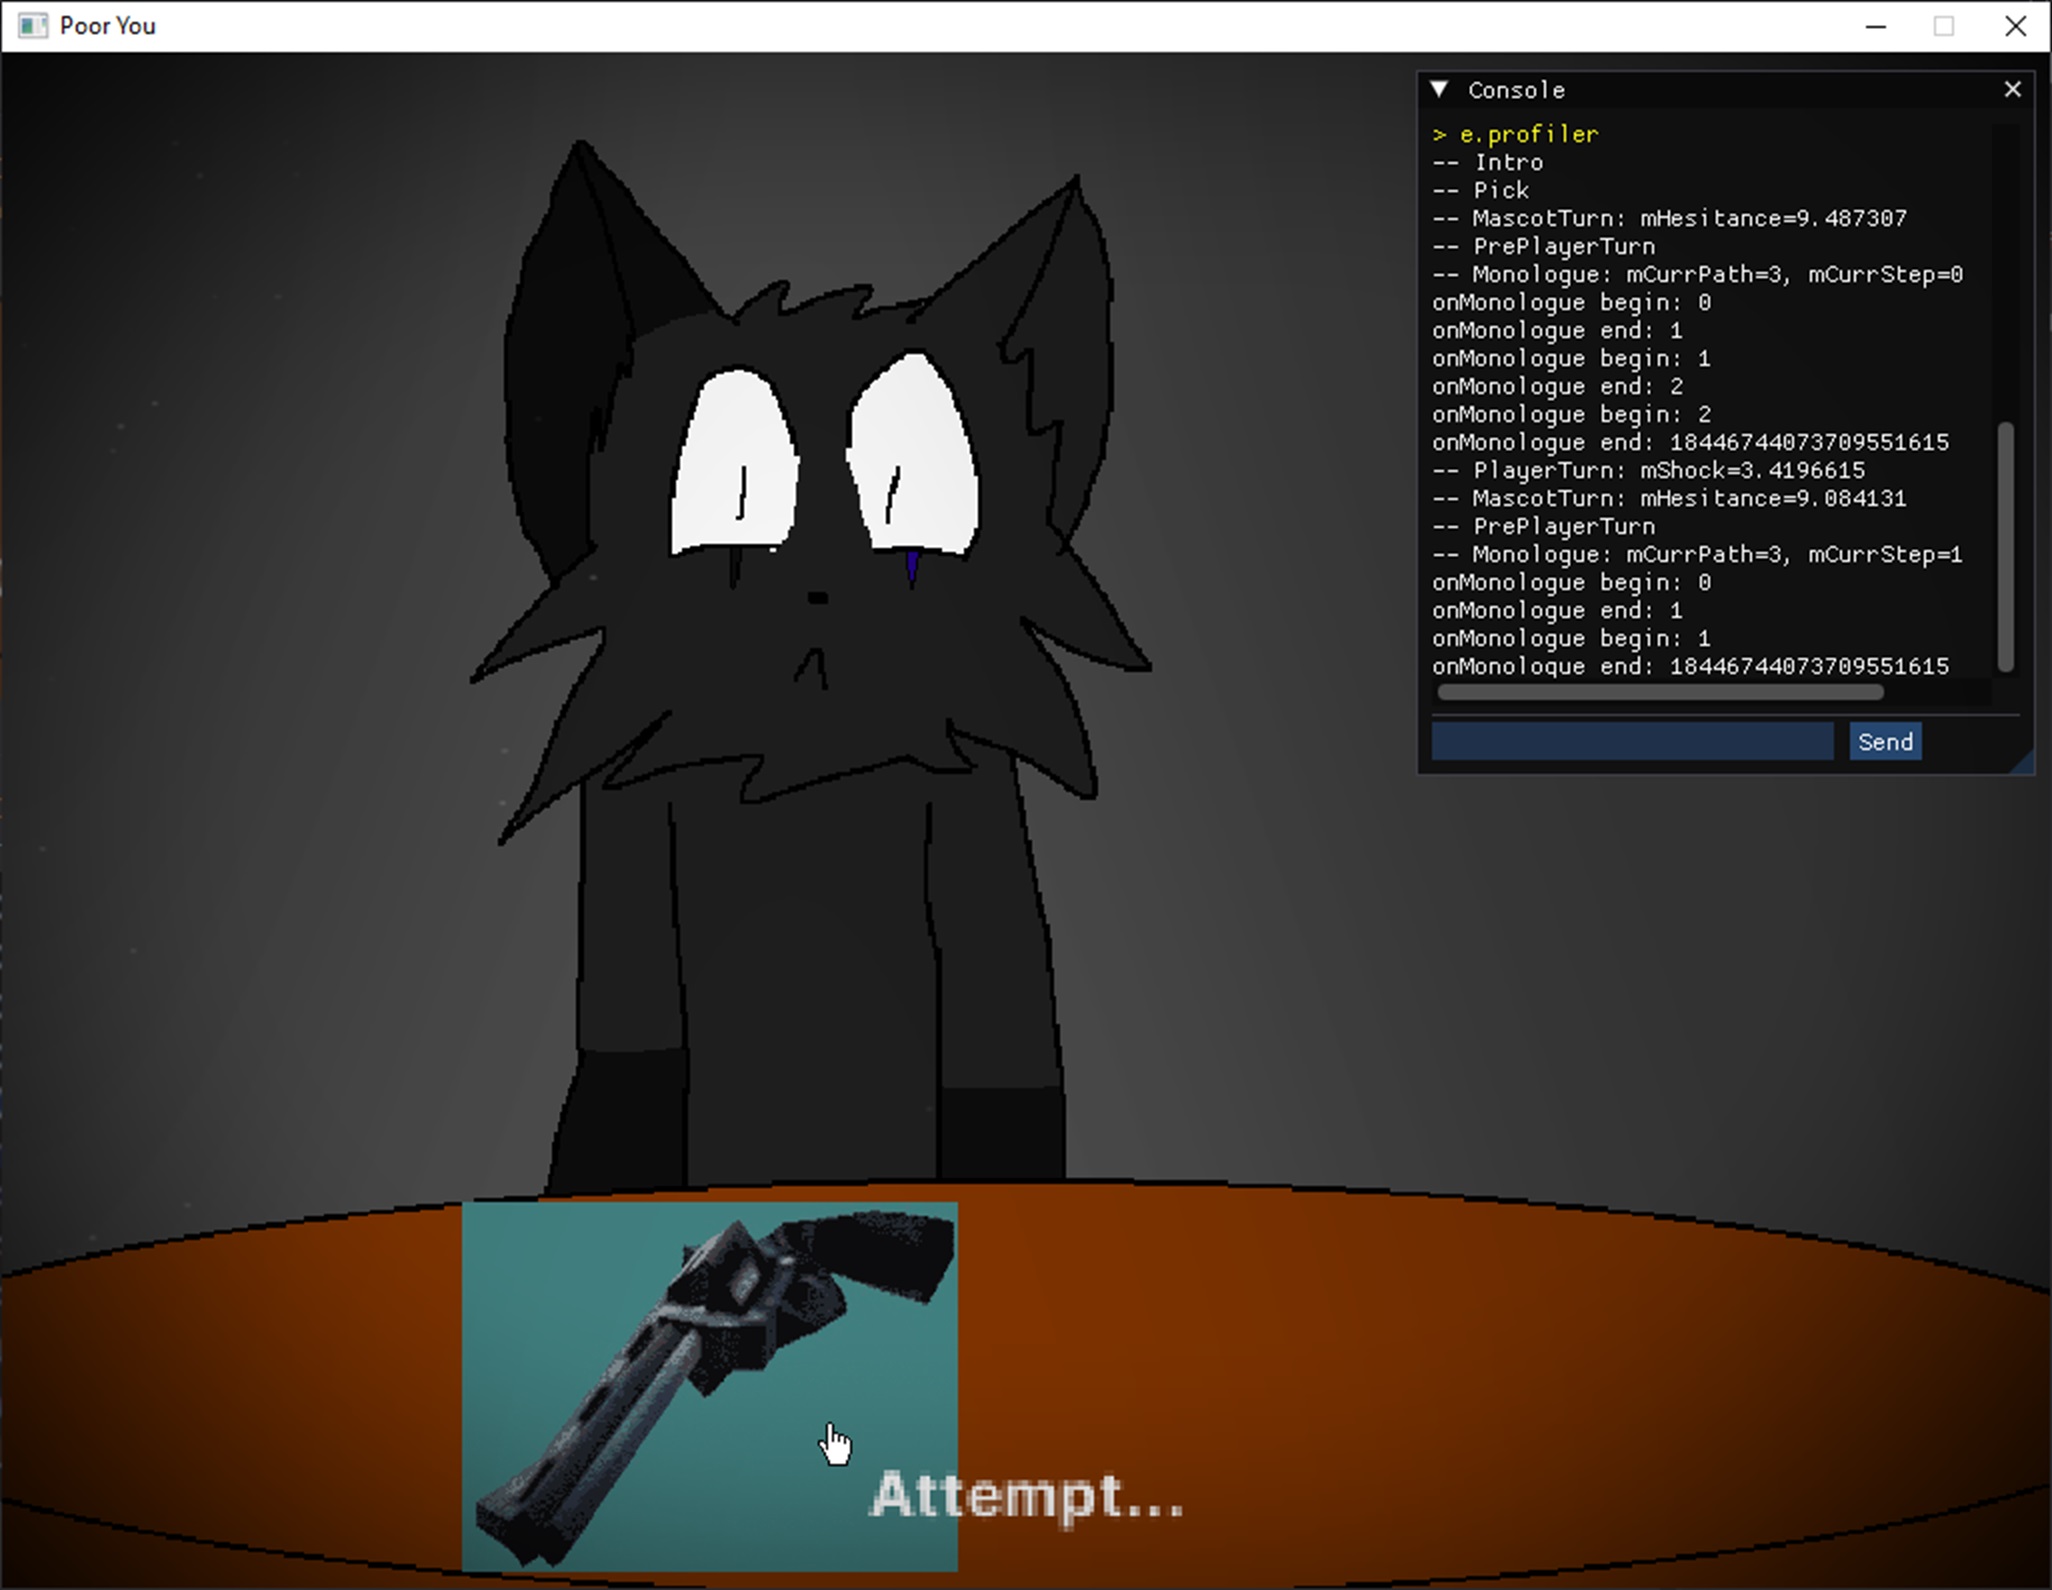 Poor You
Console
> e.profiler
-- Intro
-- Pick
-- MascotTurn: mHesitance=9.487307
-- PrePlayerTurn
-- Monologue: mCurrPath=3, mCurrStep=0
onMonologue begin: 0
onMonologue end: 1
onMonologue begin: 1
onMonologue end: 2
onMonologue begin: 2
onMonologue end: 18446744073709551615
-- PlayerTurn: mShock=3.4196615
-- MascotTurn: mHesitance=9.084131
-- PrePlayerTurn
-- Monologue: mCurrPath=3, mCurrStep=1
onMonologue begin: 0
onMonologue end: 1
onMonologue begin: 1
onMonologue end: 18446744073709551615
Send
Attempt...